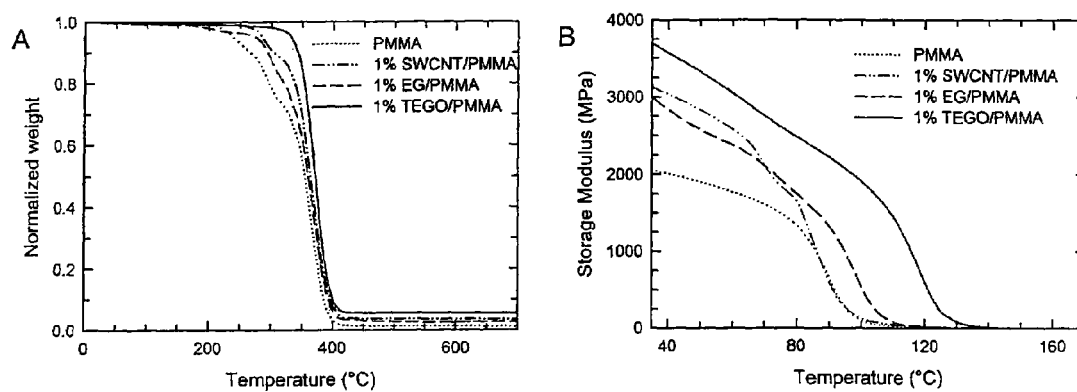 A
Normalized weight
1.0
0.8
0.6
0.4
0.2
0.0
0
200
400
600
Temperature (°C)
PMMA
1% SWCNT/PMMA
1% EG/PMMA
1% TEGO/PMMA
B
Storage Modulus (MPa)
4000
3000
2000
1000
0
40
80
120
160
Temperature (°C)
PMMA
1% SWCNT/PMMA
1% EG/PMMA
1% TEGO/PMMA